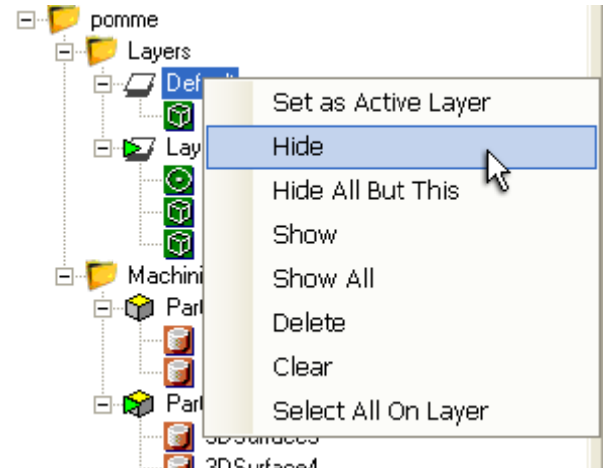 pomme
Layers
Set as Active Layer
Hide
Hide All But This
Show
Show All
Delete
Clear
Select All On Layer